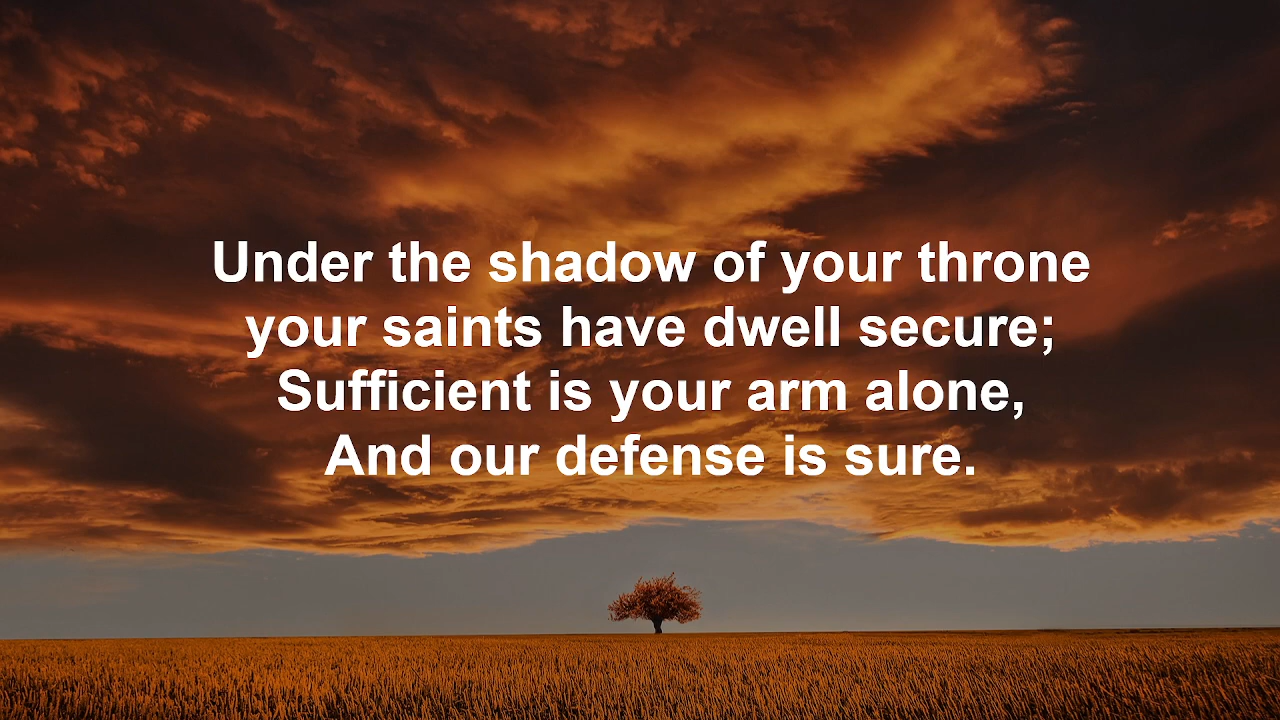 Under the shadow of your throne
your saints have dwell secure;
Sufficient is your arm alone,
And our defense is sure.